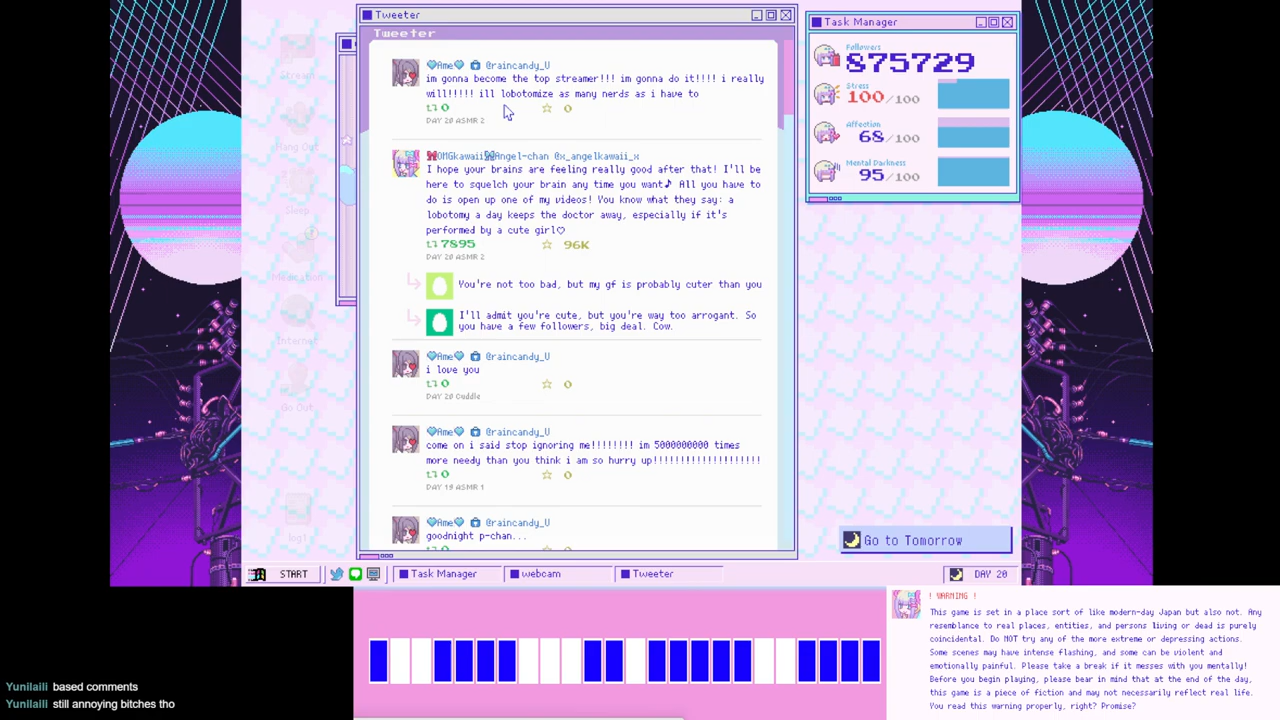 Tweeter
Tweeter
Ame @raincandy_U
im gonna become the top streamer!!! im gonna do it!!!! i really
will!!!!! ill lobotomize as many nerds as i have to
0 0
DAY 20 ASMR 2
OMGkawaii Angel-chan @x_angelkawaii_x
I hope your brains are feeling really good after that! I'll be
here to squelch your brain any time you want♪ All you have to
do is open up one of my videos! You know what they say: a
lobotomy a day keeps the doctor away, especially if it's
performed by a cute girl♡
7895 96K
DAY 20 ASMR 2
You're not too bad, but my gf is probably cuter than you
I'll admit you're cute, but you're way too arrogant. So
you have a few followers, big deal. Cow.
Ame @raincandy_U
i love you
0 0
DAY 20 Cuddle
Ame @raincandy_U
come on i said stop ignoring me!!!!!!!! im 5000000000 times
more needy than you think i am so hurry up!!!!!!!!!!!!!!!!!!!!
0 0
DAY 19 ASMR 1
Ame @raincandy_U
goodnight p-chan...
Task Manager
Followers
875729
Stress
100/100
Affection
68/100
Mental Darkness
95/100
Stream
Hang Out
Sleep
Medication
Internet
Go Out
log1
Go to Tomorrow
START
Task Manager
webcam
Tweeter
DAY 20
Yunilaili based comments
Yunilaili still annoying bitches tho
! WARNING !
This game is set in a place sort of like modern-day Japan but also not. Any
resemblance to real places, entities, and persons living or dead is purely
coincidental. Do NOT try any of the more extreme or depressing actions.
Some scenes may have intense flashing, and some can be violent and
emotionally painful. Please take a break if it messes with you mentally!
Before you begin playing, please bear in mind that at the end of the day,
this game is a piece of fiction and may not necessarily reflect real life.
You read this warning properly, right? Promise?